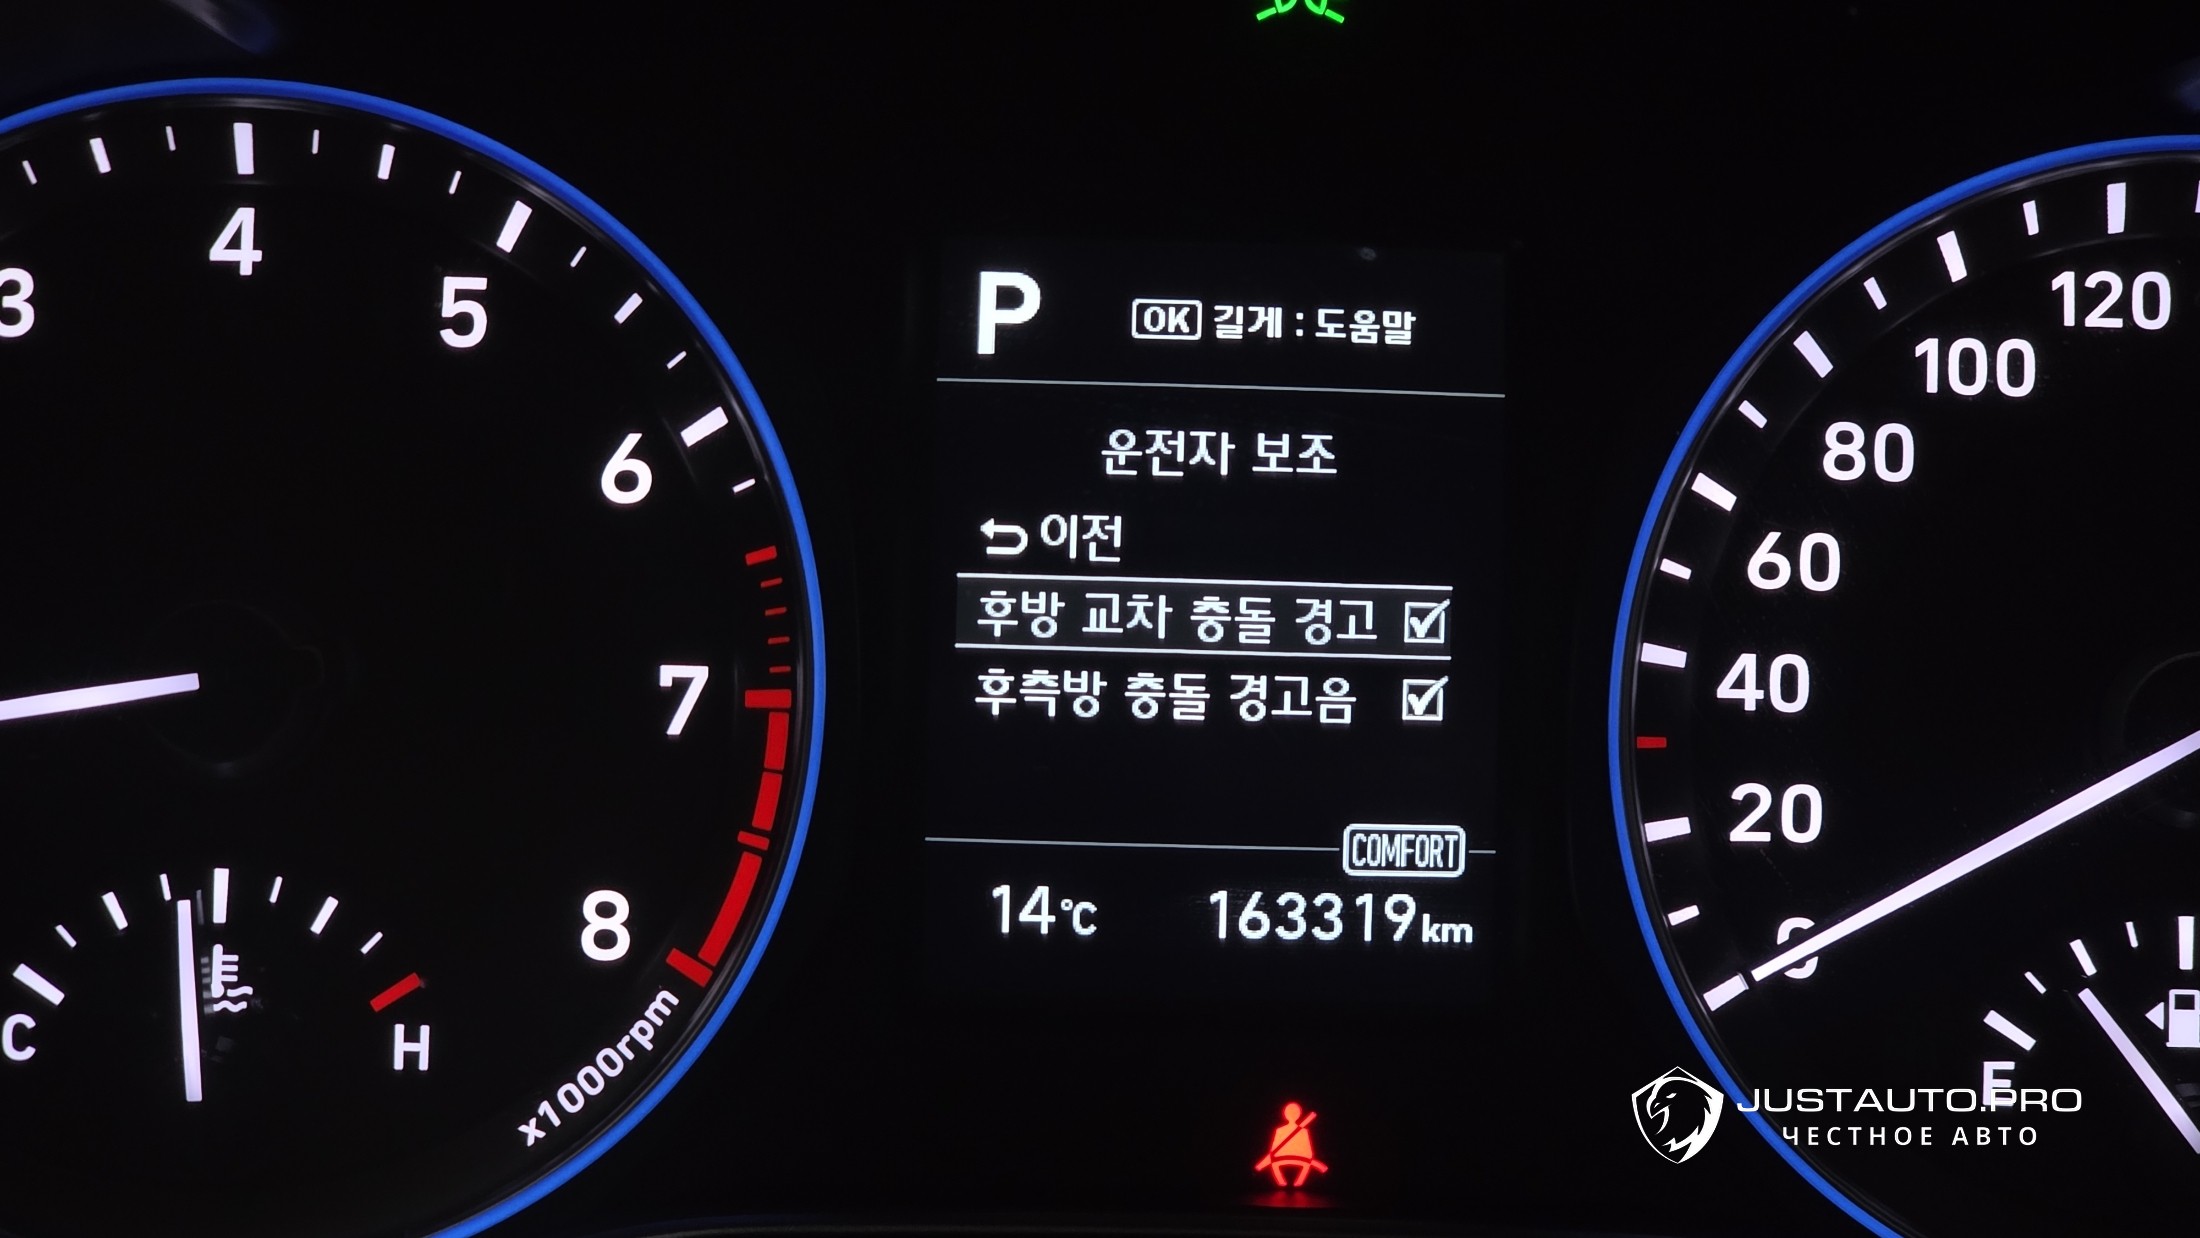 3
4
5
6
7
8
x1000rpm
C
H
P
OK 길게 : 도움말
운전자 보조
이전
후방 교차 충돌 경고
후측방 충돌 경고음
COMFORT
14℃ 163319km
120
100
80
60
40
20
0
E
JUSTAUTO.PRO
ЧЕСТНОЕ АВТО